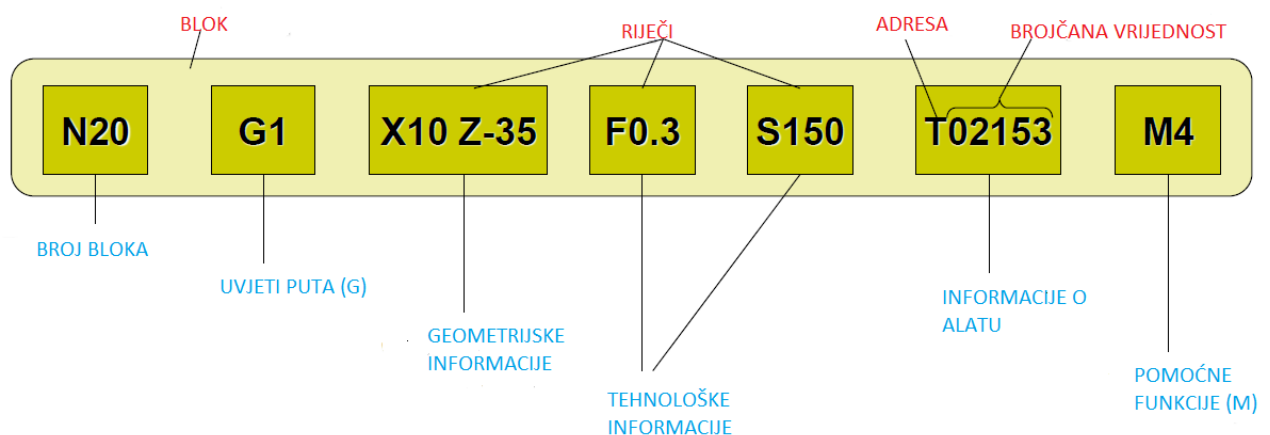 BLOK
RIJEČI
ADRESA
BROJČANA VRIJEDNOST
N20
G1
X10 Z-35
F0.3
S150
T02153
M4
BROJ BLOKA
UVJETI PUTA (G)
GEOMETRIJSKE
INFORMACIJE
TEHNOLOŠKE
INFORMACIJE
INFORMACIJE O
ALATU
POMOĆNE
FUNKCIJE (M)